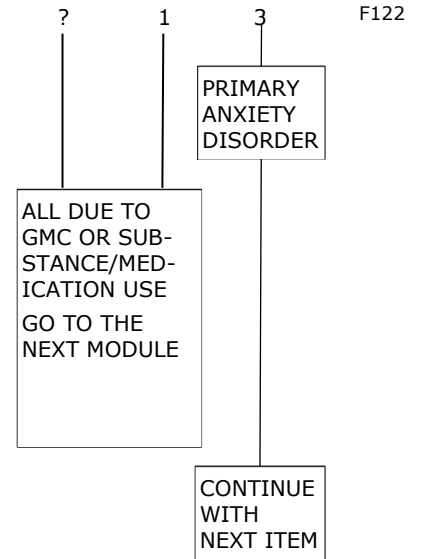 ? 1 3 F122
PRIMARY
ANXIETY
DISORDER
ALL DUE TO
GMC OR SUB-
STANCE/MED-
ICATION USE
GO TO THE
NEXT MODULE
CONTINUE
WITH
NEXT ITEM